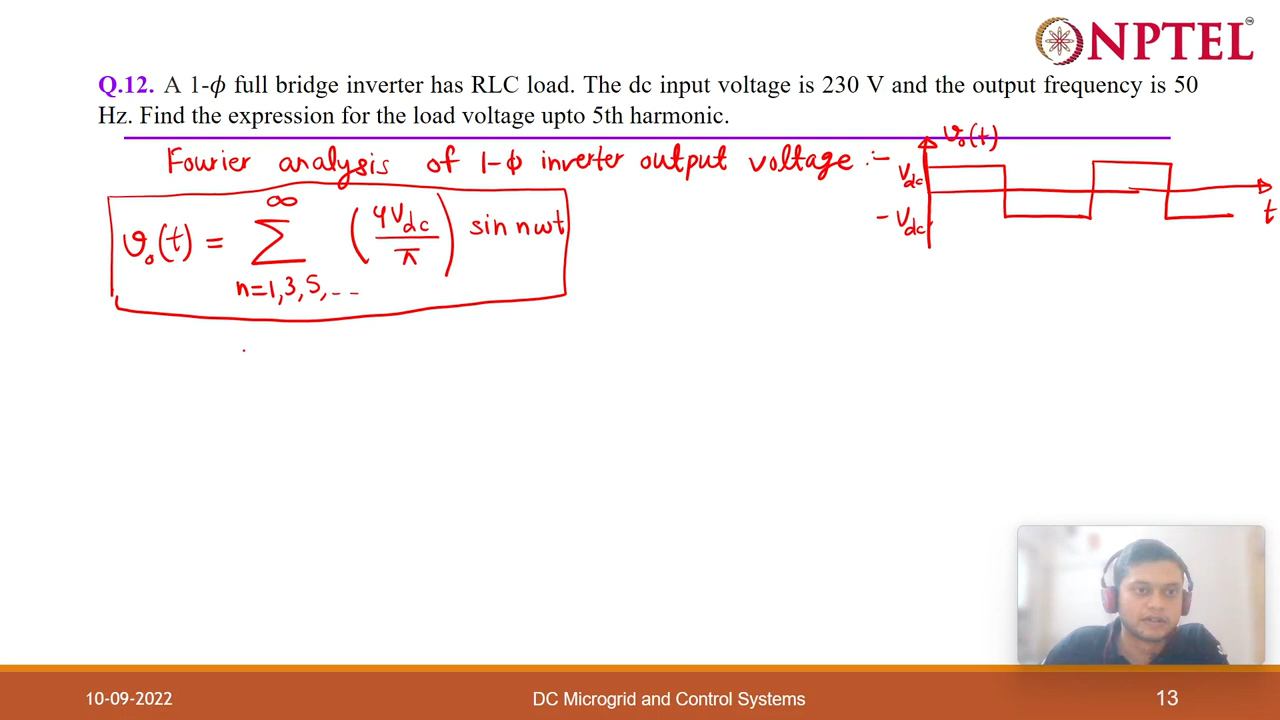 NPTEL
Q.12. A 1-ϕ full bridge inverter has RLC load. The dc input voltage is 230 V and the output frequency is 50
Hz. Find the expression for the load voltage upto 5th harmonic.
Fourier analysis of 1-ϕ inverter output voltage :-
v₀(t) = ∞ Σ n=1,3,5,-- (4Vdc/π) sin nωt
v₀(t)
Vdc
-Vdc
t
10-09-2022
DC Microgrid and Control Systems
13